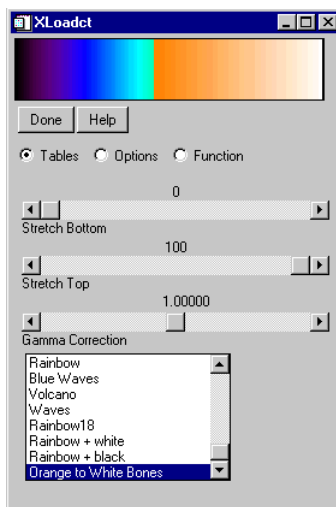 XLoadct
Done Help
Tables Options Function
0
Stretch Bottom
100
Stretch Top
1.00000
Gamma Correction
Rainbow
Blue Waves
Volcano
Waves
Rainbow18
Rainbow + white
Rainbow + black
Orange to White Bones